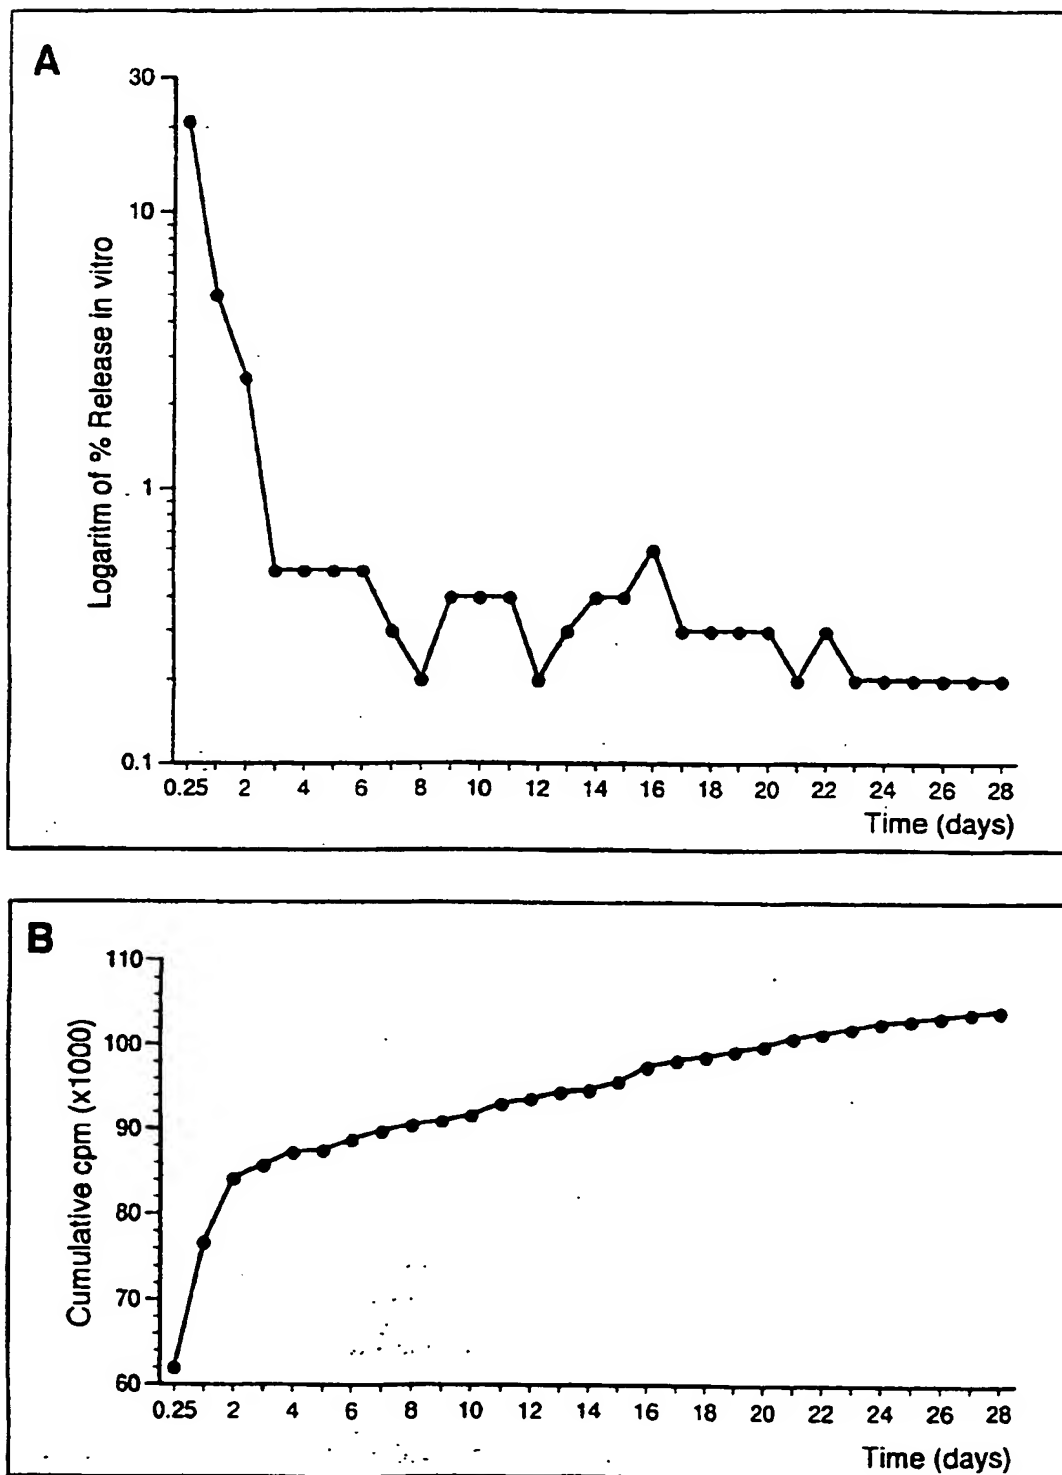 A
30
10
1
0.1
Logaritm of % Release in vitro
0.25 2 4 6 8 10 12 14 16 18 20 22 24 26 28
Time (days)
B
110
100
90
80
70
60
Cumulative cpm (x1000)
0.25 2 4 6 8 10 12 14 16 18 20 22 24 26 28
Time (days)